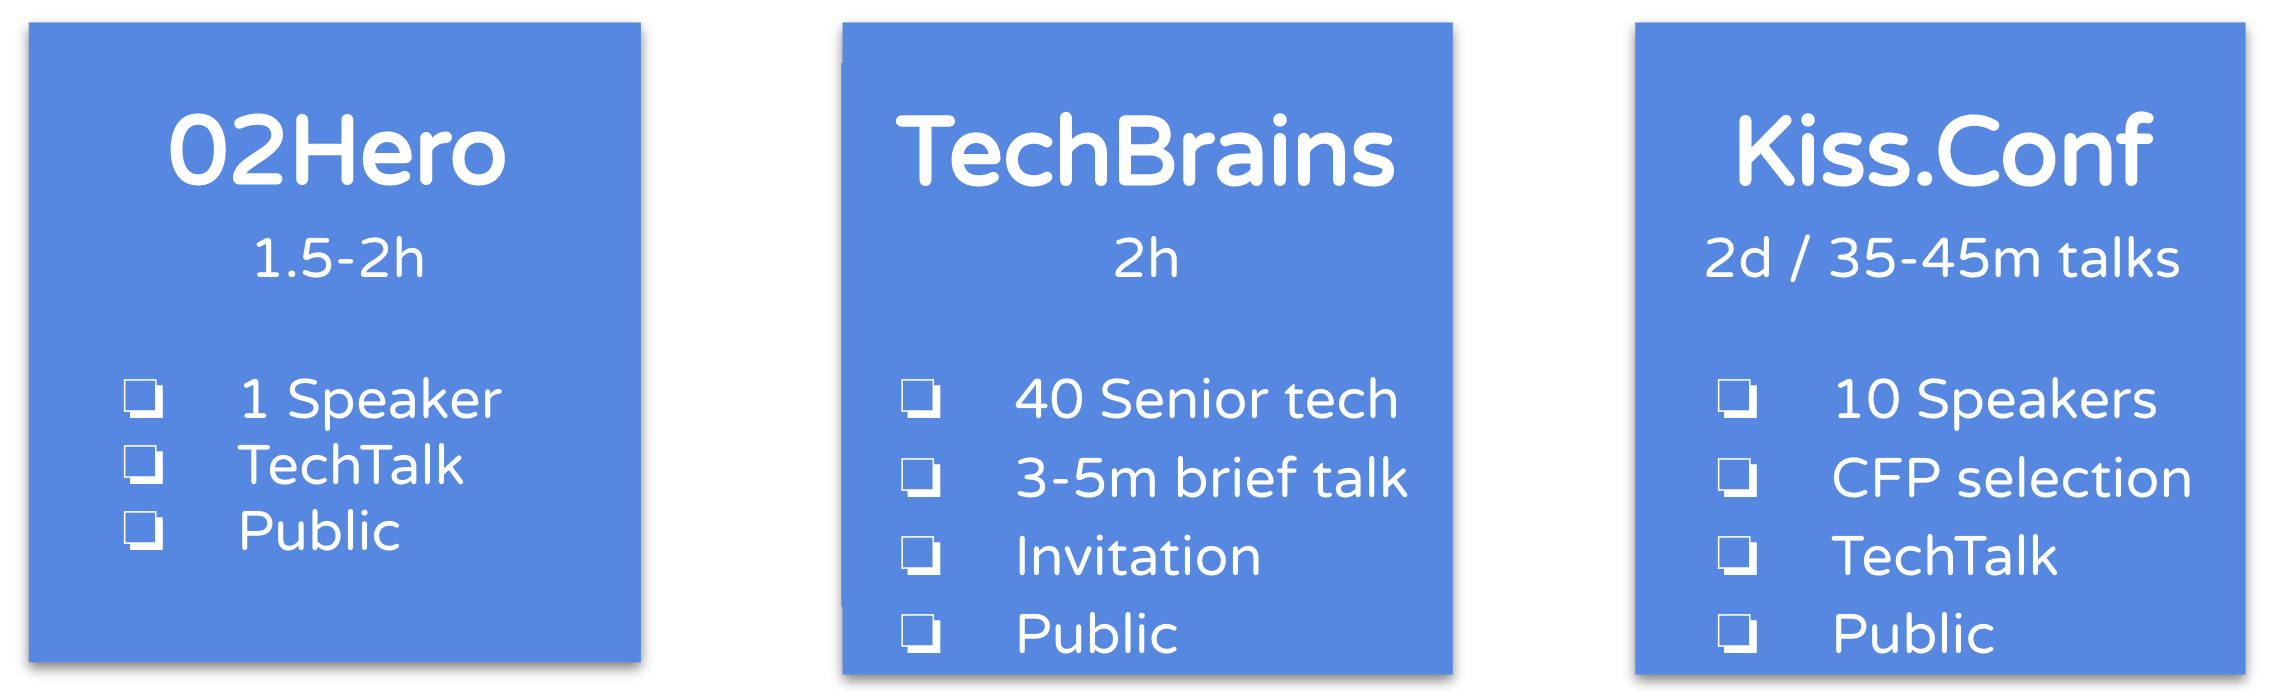 02Hero
1.5-2h
1 Speaker
TechTalk
Public
TechBrains
2h
40 Senior tech
3-5m brief talk
Invitation
Public
Kiss.Conf
2d / 35-45m talks
10 Speakers
CFP selection
TechTalk
Public